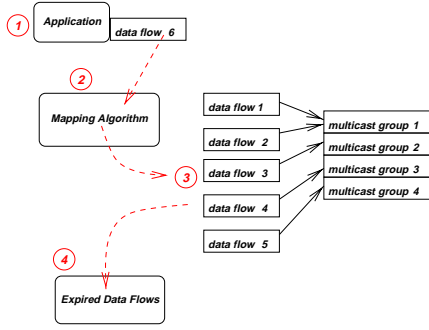 1
Application
data flow 6
2
Mapping Algorithm
data flow 1
data flow 2
data flow 3
data flow 4
data flow 5
multicast group 1
multicast group 2
multicast group 3
multicast group 4
3
4
Expired Data Flows